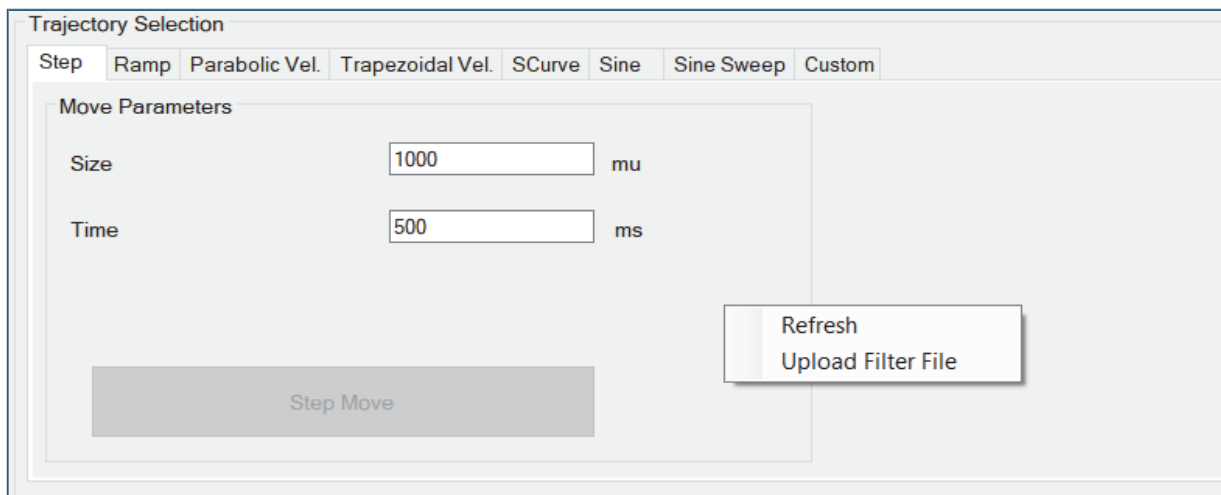 Trajectory Selection
Step Ramp Parabolic Vel. Trapezoidal Vel. SCurve Sine Sine Sweep Custom
Move Parameters
Size 1000 mu
Time 500 ms
Refresh
Upload Filter File
Step Move